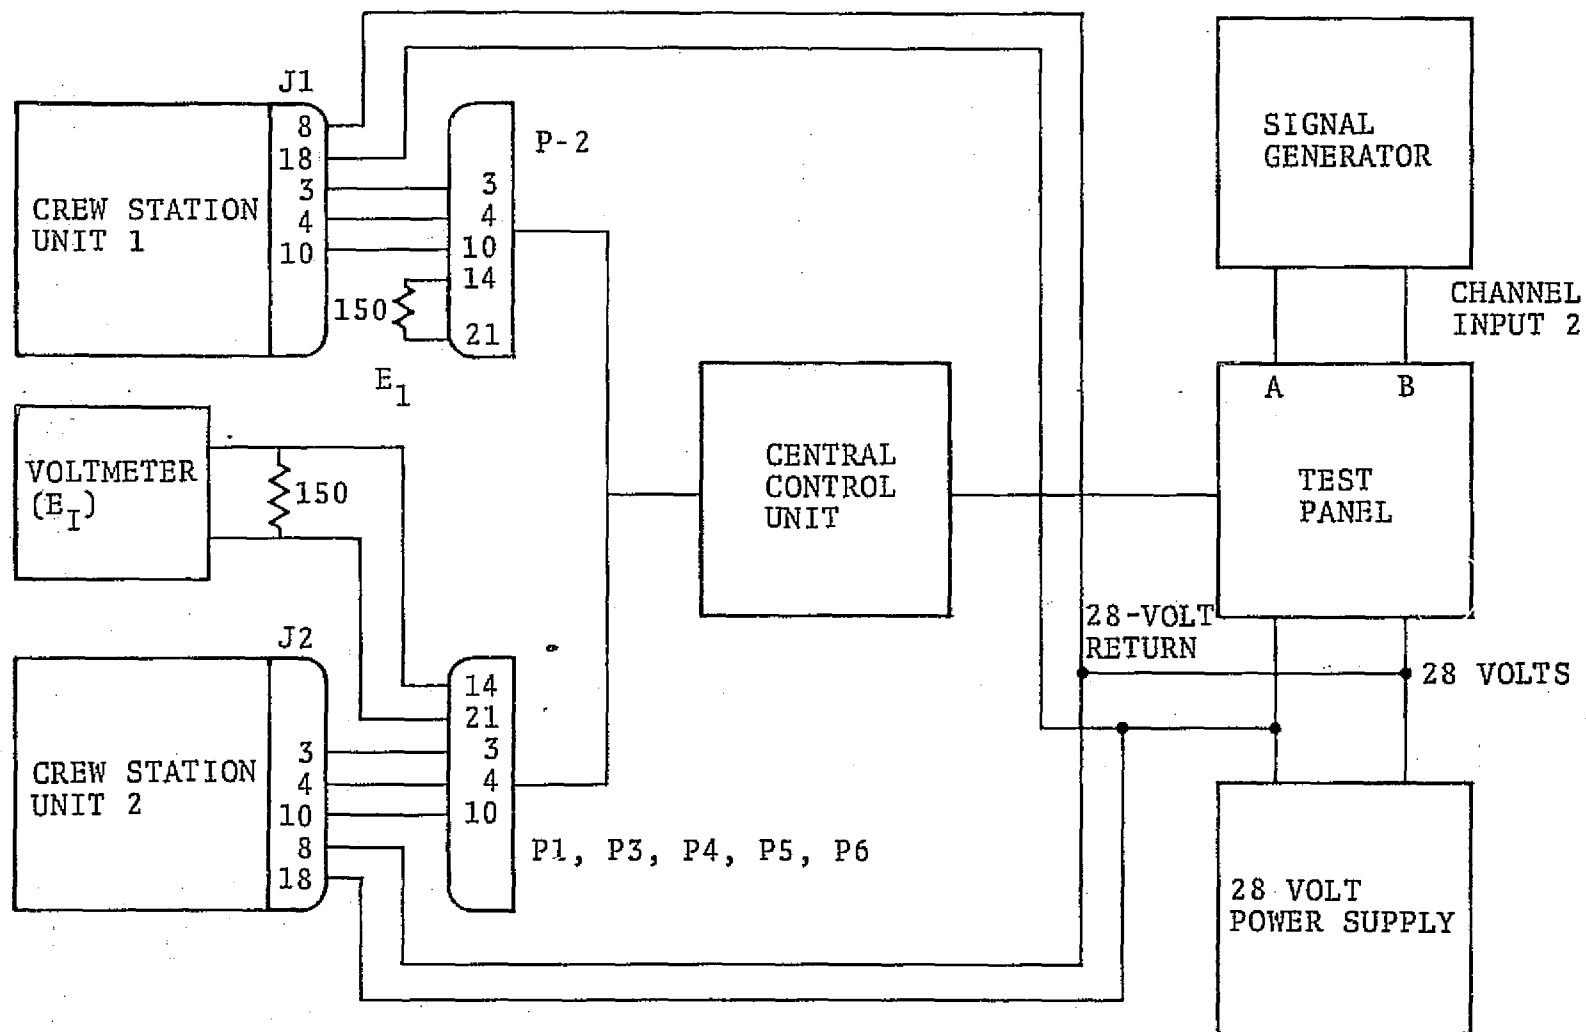 J1
8
18
3
4
10
CREW STATION
UNIT 1
P-2
3
4
10
14
21
150
E1
VOLTMETER
(EI)
150
J2
CREW STATION
UNIT 2
3
4
10
8
18
14
21
3
4
10
P1, P3, P4, P5, P6
CENTRAL
CONTROL
UNIT
SIGNAL
GENERATOR
CHANNEL
INPUT 2
A
B
TEST
PANEL
28-VOLT
RETURN
28 VOLTS
28 VOLT
POWER SUPPLY